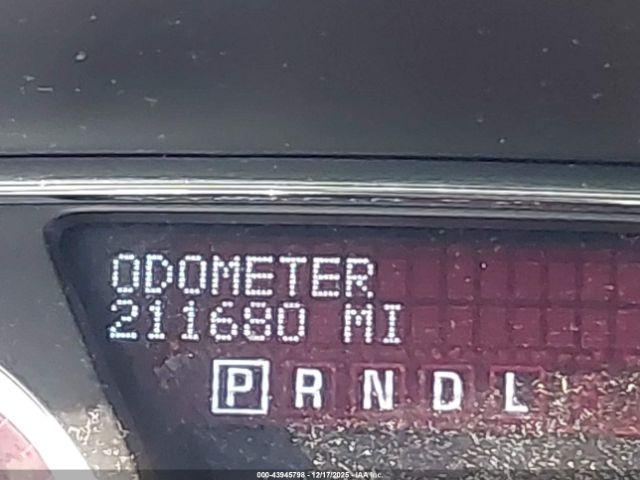 ODOMETER
211680 MI
P R N D L
000-43945798 - 12/17/2025 - IAA Inc.